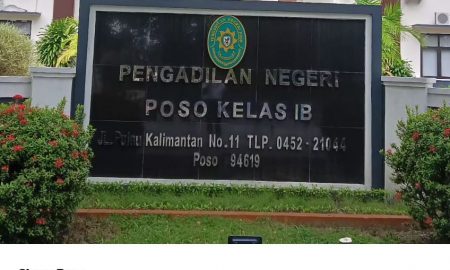 PENGADILAN NEGERI
POSO KELAS IB
JL. Pulau Kalimantan No.11 TLP. 0452 - 21044
Poso 94619